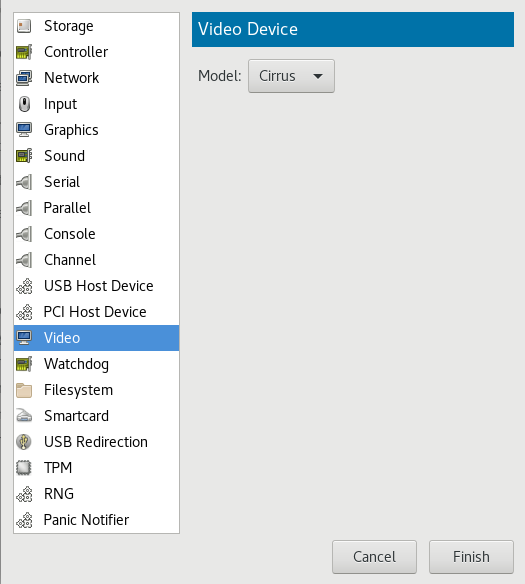 Storage
Controller
Network
Input
Graphics
Sound
Serial
Parallel
Console
Channel
USB Host Device
PCI Host Device
Video
Watchdog
Filesystem
Smartcard
USB Redirection
TPM
RNG
Panic Notifier
Video Device
Model: Cirrus
Cancel Finish